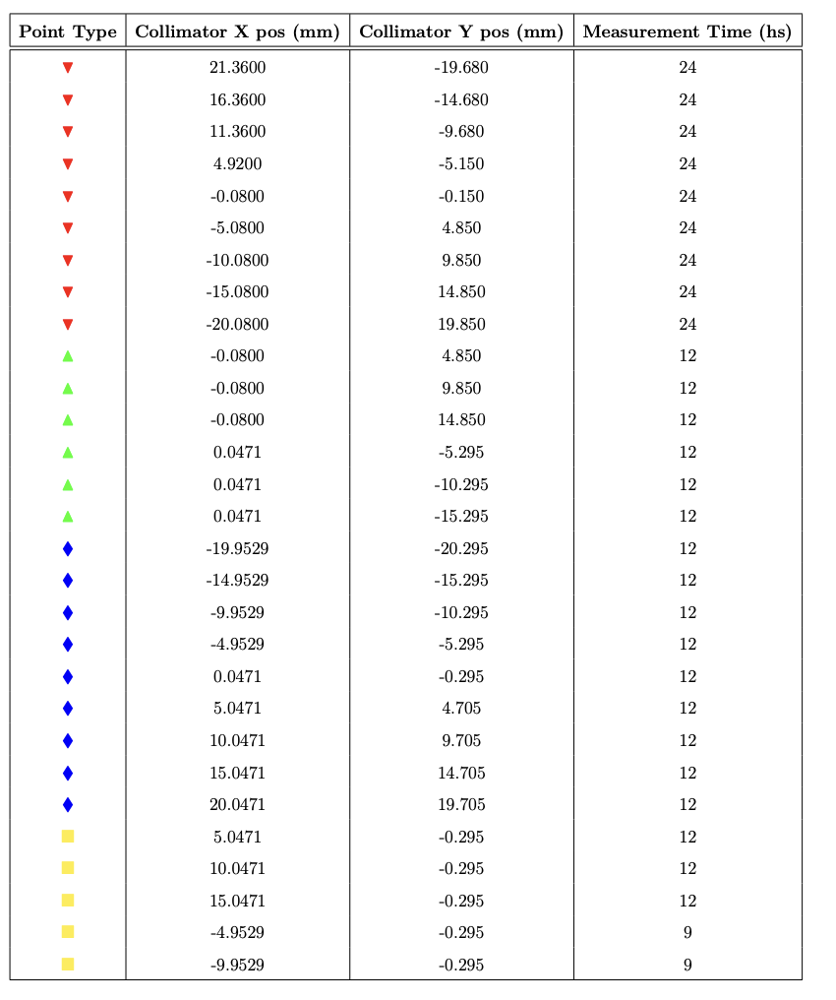 Point Type Collimator X pos (mm) Collimator Y pos (mm) Measurement Time (hs)
▼ 21.3600 -19.680 24
▼ 16.3600 -14.680 24
▼ 11.3600 -9.680 24
▼ 4.9200 -5.150 24
▼ -0.0800 -0.150 24
▼ -5.0800 4.850 24
▼ -10.0800 9.850 24
▼ -15.0800 14.850 24
▼ -20.0800 19.850 24
▲ -0.0800 4.850 12
▲ -0.0800 9.850 12
▲ -0.0800 14.850 12
▲ 0.0471 -5.295 12
▲ 0.0471 -10.295 12
▲ 0.0471 -15.295 12
♦ -19.9529 -20.295 12
♦ -14.9529 -15.295 12
♦ -9.9529 -10.295 12
♦ -4.9529 -5.295 12
♦ 0.0471 -0.295 12
♦ 5.0471 4.705 12
♦ 10.0471 9.705 12
♦ 15.0471 14.705 12
♦ 20.0471 19.705 12
■ 5.0471 -0.295 12
■ 10.0471 -0.295 12
■ 15.0471 -0.295 12
■ -4.9529 -0.295 9
■ -9.9529 -0.295 9